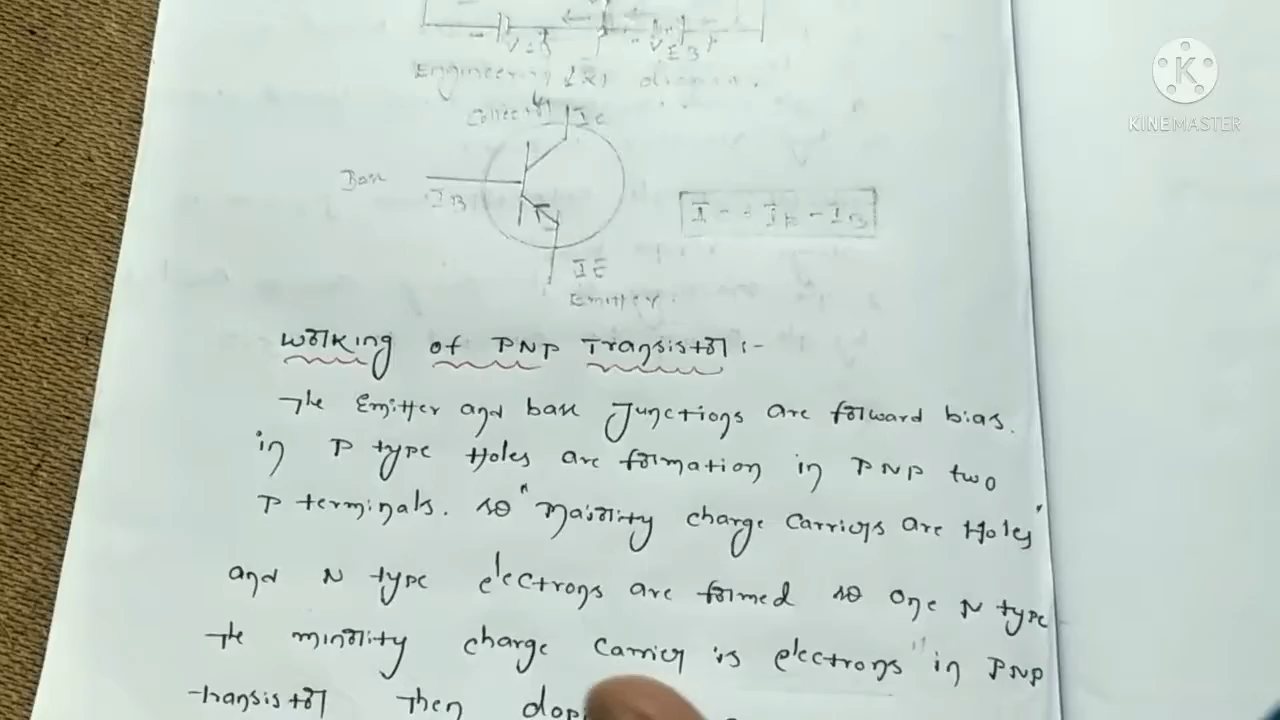 VEB
Engineering diagram.
Collector IC
Base
IB
IE
Emitter
Working of PNP Transistor :-
The Emitter and base Junctions are forward bias.
in P type Holes are formation in PNP two
P terminals. so "Majority charge carriers are Holes"
and N type electrons are formed so one N type
The minority charge carrier is electrons" in PNP
transistor then
K
KINEMASTER